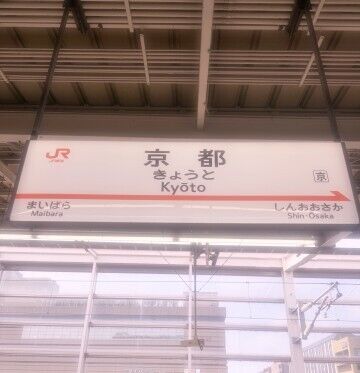 JR
京都
きょうと
Kyōto
京
まいばら
Maibara
しんおおさか
Shin-Ōsaka